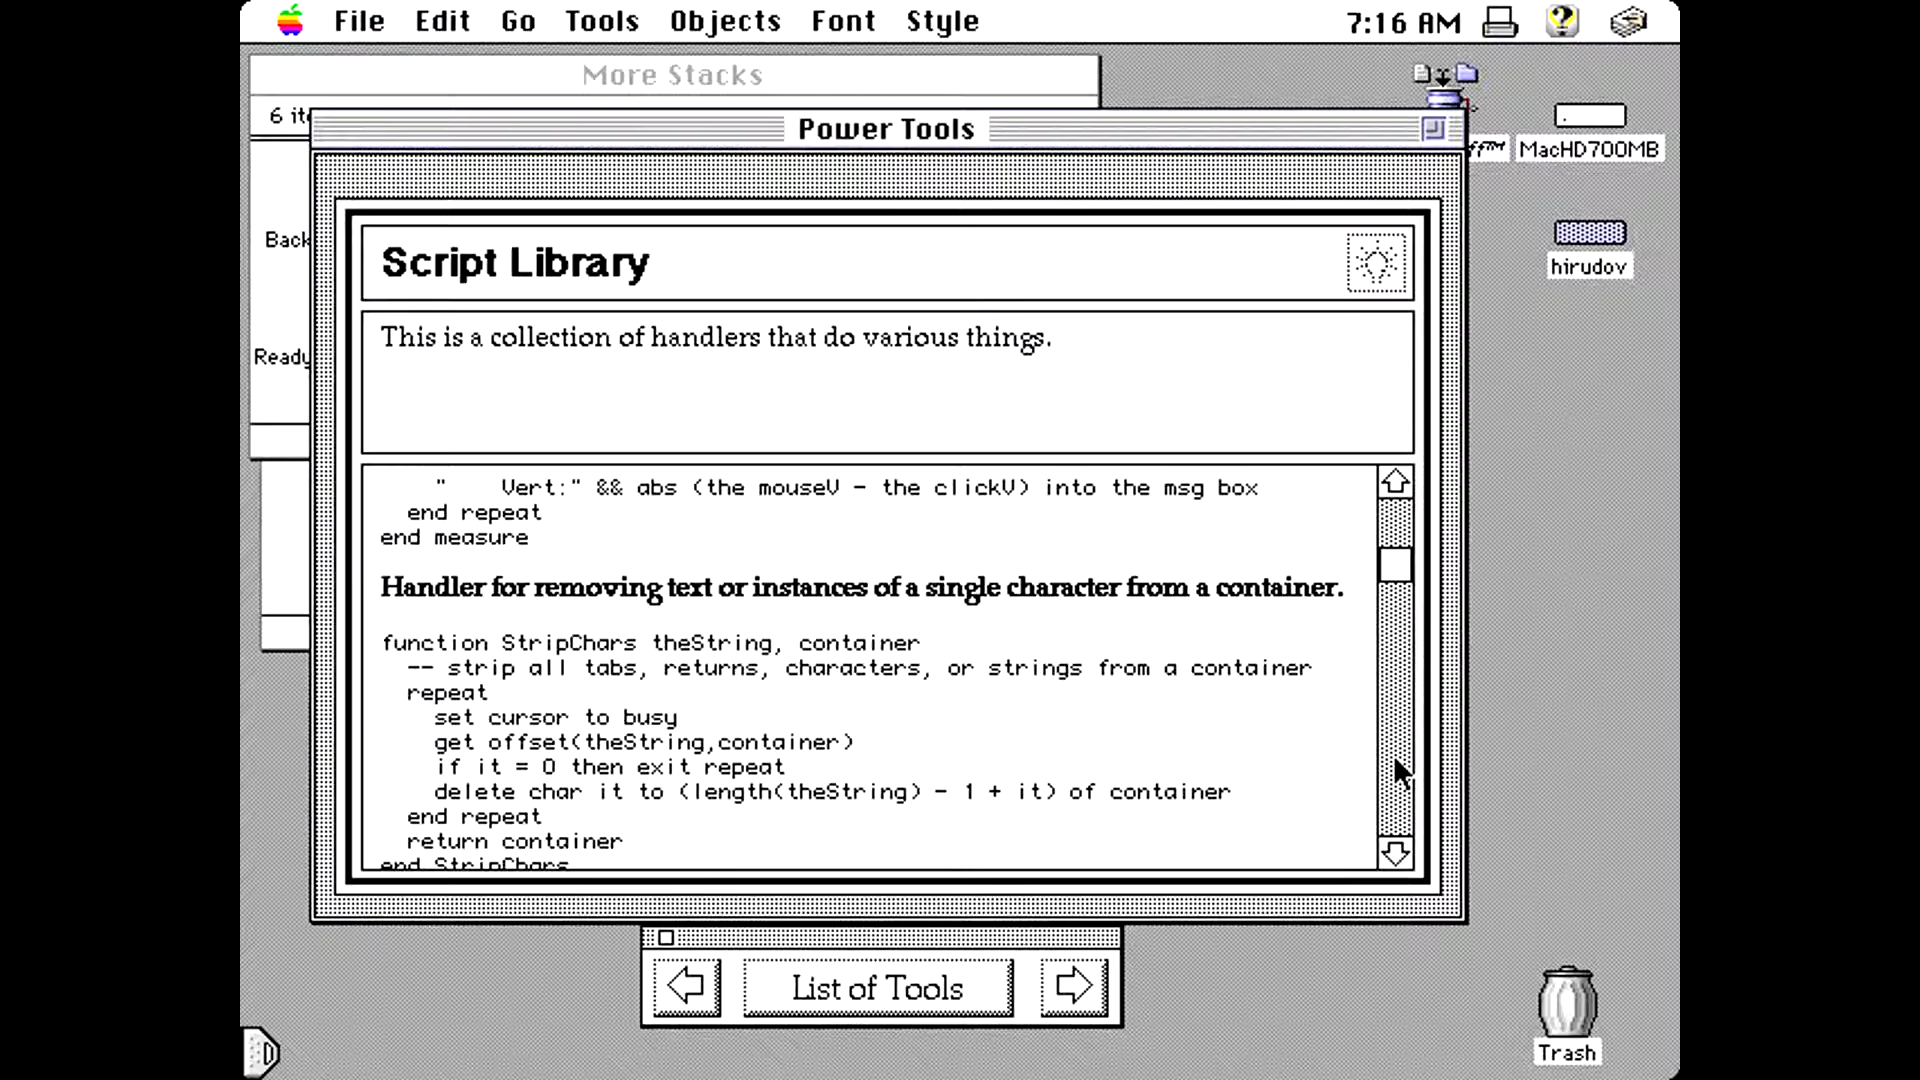 File Edit Go Tools Objects Font Style 7:16 AM
More Stacks
6 it
Power Tools
MacHD700MB
Back
hirudov
Ready
Script Library
This is a collection of handlers that do various things.
"    Vert:" && abs (the mouseV - the clickV) into the msg box
end repeat
end measure
Handler for removing text or instances of a single character from a container.
function StripChars theString, container
-- strip all tabs, returns, characters, or strings from a container
repeat
set cursor to busy
get offset(theString,container)
if it = 0 then exit repeat
delete char it to (length(theString) - 1 + it) of container
end repeat
return container
end StripChars
List of Tools
Trash